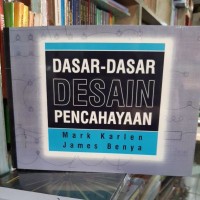 DASAR-DASAR
DESAIN
PENCAHAYAAN
Mark Karlen
James Benya